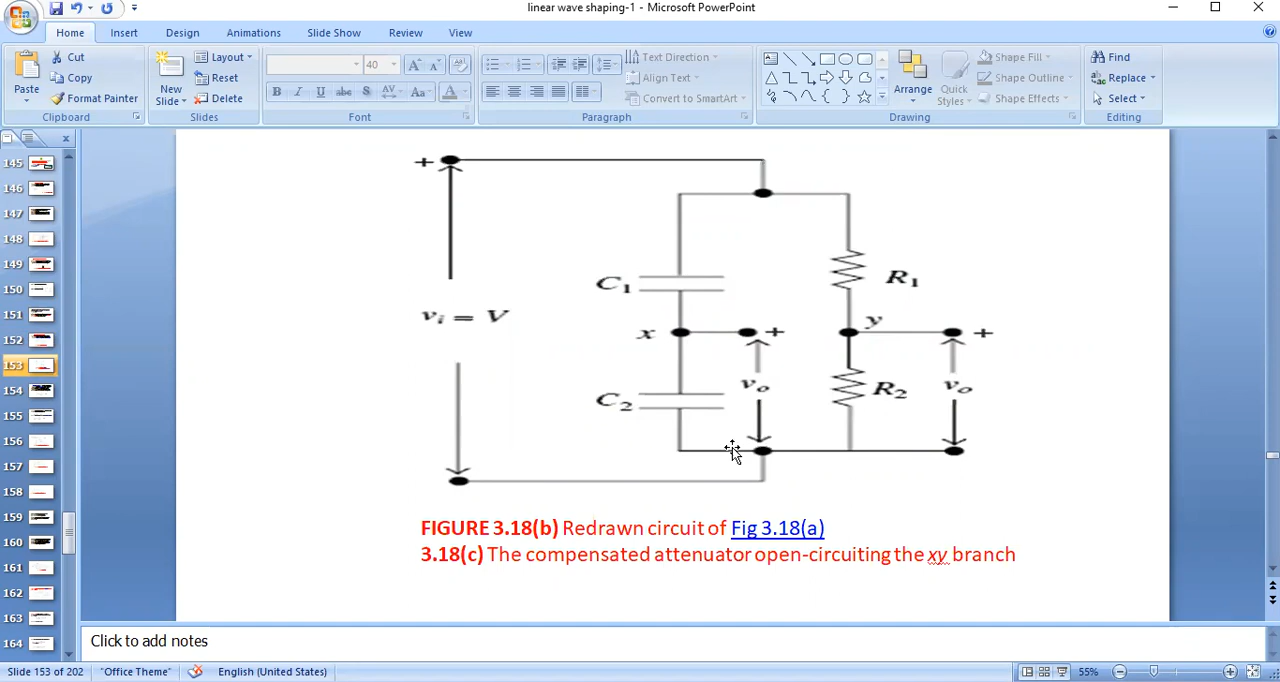 linear wave shaping-1 - Microsoft PowerPoint
Home Insert Design Animations Slide Show Review View
Paste Cut Copy Format Painter Clipboard
New Slide Layout Reset Delete Slides
40 A A B I U abc S AV Aa A Font
Text Direction Align Text Convert to SmartArt Paragraph
Arrange Quick Styles Shape Fill Shape Outline Shape Effects Drawing
Find Replace Select Editing
145
146
147
148
149
150
151
152
153
154
155
156
157
158
159
160
161
162
163
164
+
C₁ R₁
vᵢ = V
x + y +
C₂ vₒ R₂ vₒ
FIGURE 3.18(b) Redrawn circuit of Fig 3.18(a)
3.18(c) The compensated attenuator open-circuiting the xy branch
Click to add notes
Slide 153 of 202 "Office Theme" English (United States) 55%